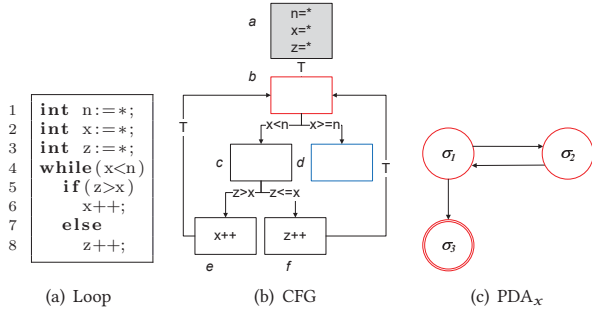 1 int n:=*;
2 int x:=*;
3 int z:=*;
4 while(x<n)
5 if(z>x)
6 x++;
7 else
8 z++;
(a) Loop
a
n=*
x=*
z=*
T
b
T
x<n x>=n
c
d
T
z>x z<=x
x++
z++
e
f
(b) CFG
σ1
σ2
σ3
(c) PDAx